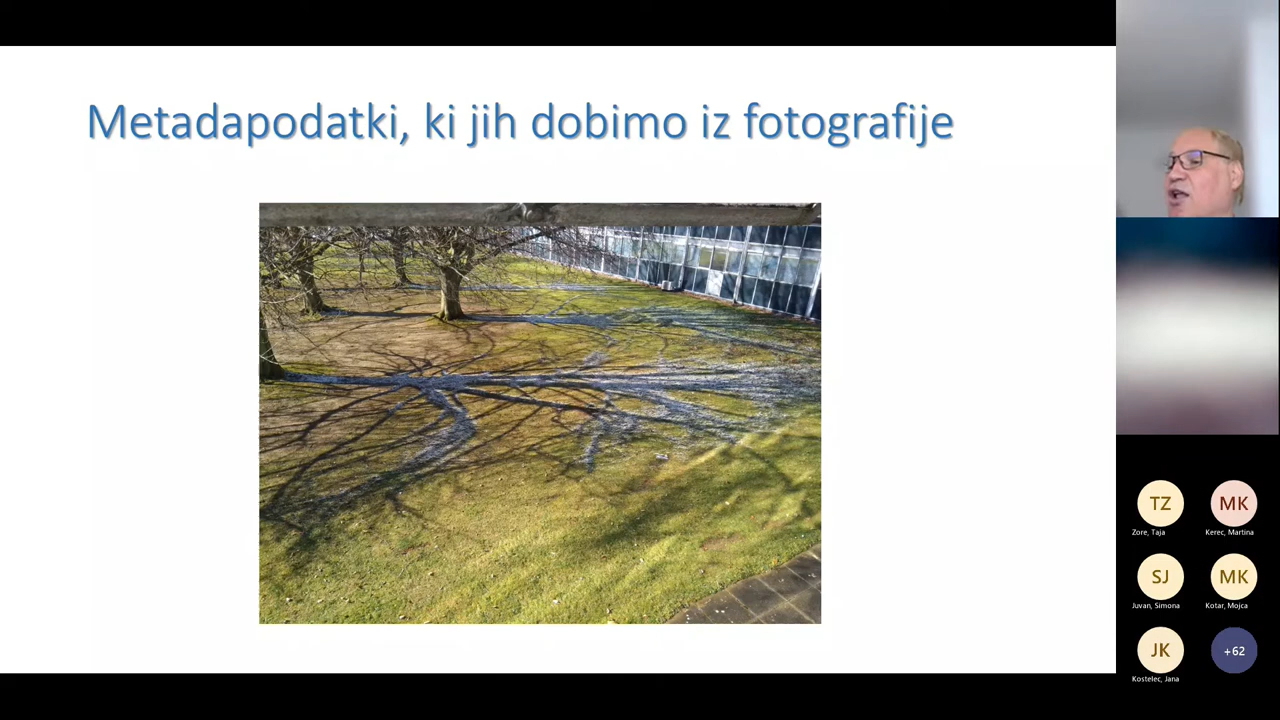 Metadapodatki, ki jih dobimo iz fotografije
TZ
MK
Zore, Taja
Kerec, Martina
SJ
MK
Juvan, Simona
Kotar, Mojca
JK
+62
Kostelec, Jana